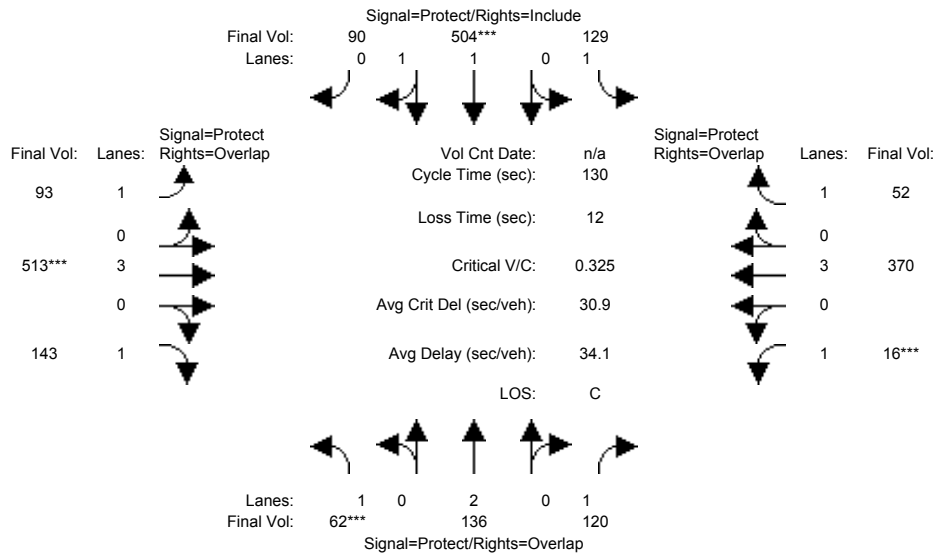 Signal=Protect/Rights=Include
Final Vol: 90 504*** 129
Lanes: 0 1 1 0 1
Signal=Protect Signal=Protect
Final Vol: Lanes: Rights=Overlap Vol Cnt Date: n/a Rights=Overlap Lanes: Final Vol:
Cycle Time (sec): 130
93 1 1 52
Loss Time (sec): 12
0 0
513*** 3 Critical V/C: 0.325 3 370
0 Avg Crit Del (sec/veh): 30.9 0
143 1 Avg Delay (sec/veh): 34.1 1 16***
LOS: C
Lanes: 1 0 2 0 1
Final Vol: 62*** 136 120
Signal=Protect/Rights=Overlap